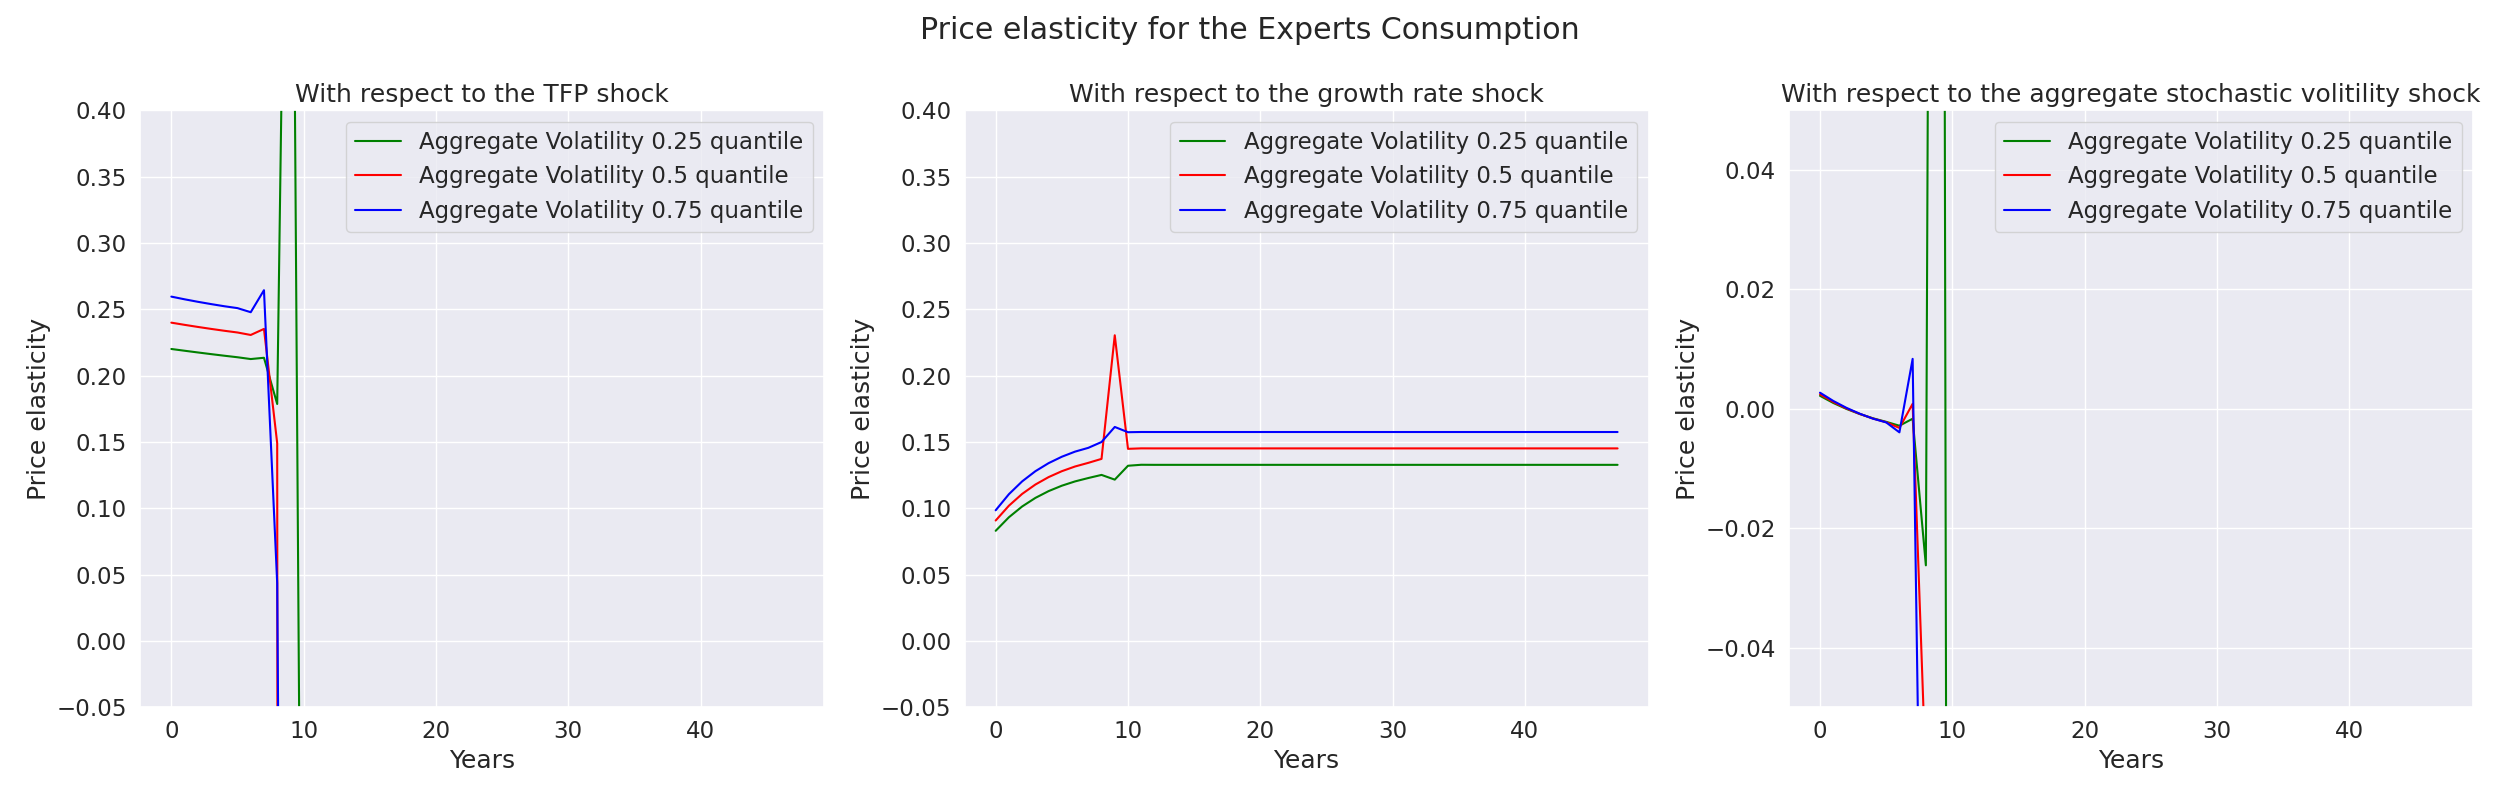 Price elasticity for the Experts Consumption
With respect to the TFP shock
0.40
0.35
0.30
0.25
0.20
0.15
0.10
0.05
0.00
−0.05
Price elasticity
Aggregate Volatility 0.25 quantile
Aggregate Volatility 0.5 quantile
Aggregate Volatility 0.75 quantile
0 10 20 30 40
Years
With respect to the growth rate shock
0.40
0.35
0.30
0.25
0.20
0.15
0.10
0.05
0.00
−0.05
Price elasticity
Aggregate Volatility 0.25 quantile
Aggregate Volatility 0.5 quantile
Aggregate Volatility 0.75 quantile
0 10 20 30 40
Years
With respect to the aggregate stochastic volitility shock
0.04
0.02
0.00
−0.02
−0.04
Price elasticity
Aggregate Volatility 0.25 quantile
Aggregate Volatility 0.5 quantile
Aggregate Volatility 0.75 quantile
0 10 20 30 40
Years